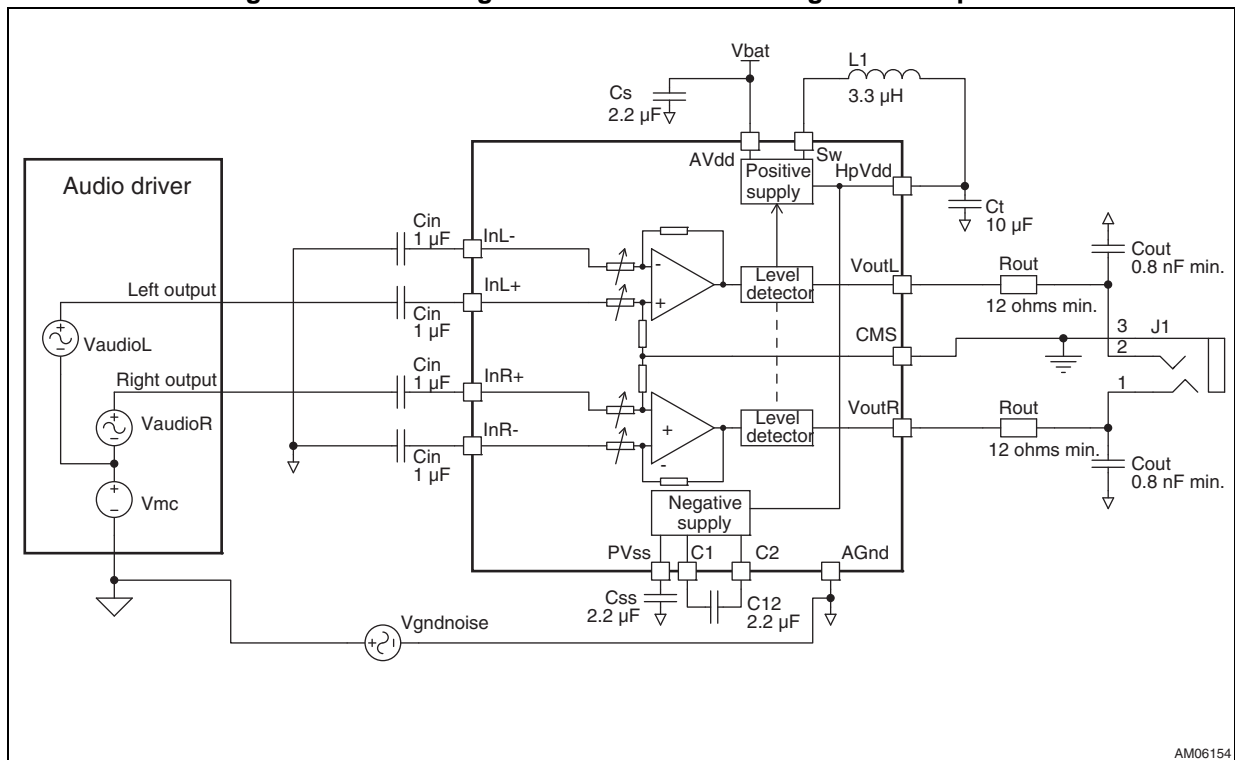 Vbat
L1
3.3 µH
Cs
2.2 µF
AVdd
Sw
HpVdd
Positive
supply
Ct
10 µF
Audio driver
Cin
1 µF
InL-
Left output
Cin
1 µF
InL+
-
+
Level
detector
VoutL
Rout
12 ohms min.
Cout
0.8 nF min.
VaudioL
+
-
CMS
3
J1
2
1
Right output
Cin
1 µF
InR+
VaudioR
+
-
Cin
1 µF
InR-
+
-
Level
detector
VoutR
Rout
12 ohms min.
Cout
0.8 nF min.
Vmc
+
-
Negative
supply
PVss
C1
C2
AGnd
Css
2.2 µF
C12
2.2 µF
Vgndnoise
+
-
AM06154